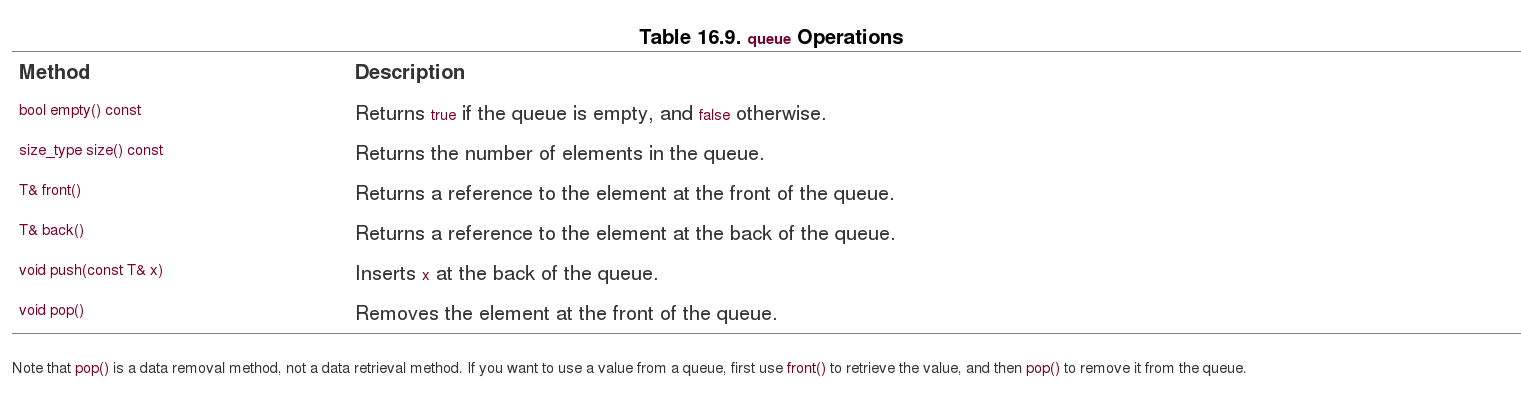 Table 16.9. queue Operations
Method Description
bool empty() const Returns true if the queue is empty, and false otherwise.
size_type size() const Returns the number of elements in the queue.
T& front() Returns a reference to the element at the front of the queue.
T& back() Returns a reference to the element at the back of the queue.
void push(const T& x) Inserts x at the back of the queue.
void pop() Removes the element at the front of the queue.
Note that pop() is a data removal method, not a data retrieval method. If you want to use a value from a queue, first use front() to retrieve the value, and then pop() to remove it from the queue.